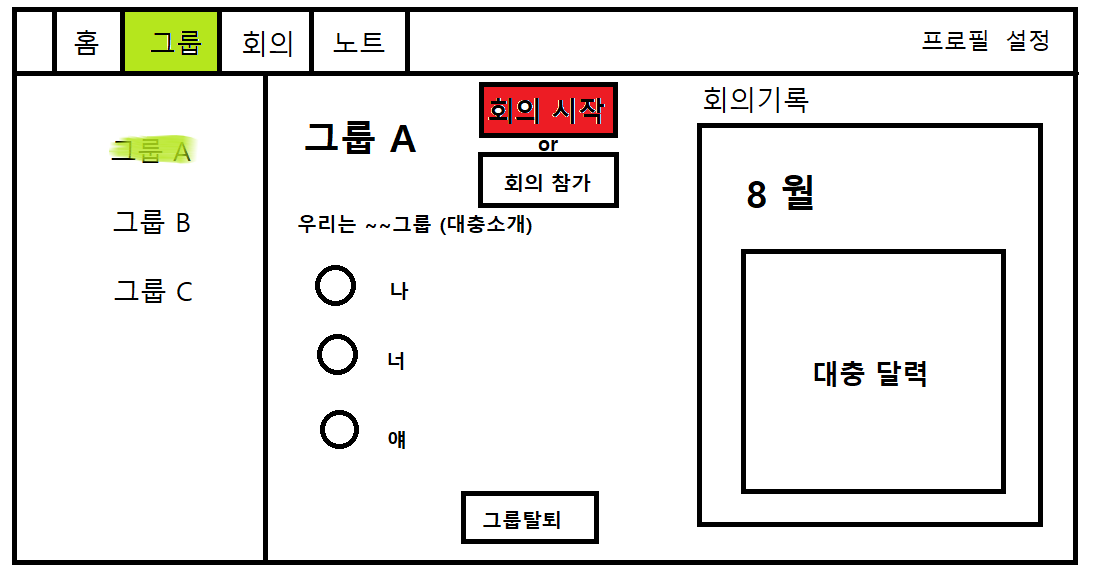 홈 그룹 회의 노트 프로필 설정
그룹 A
그룹 B
그룹 C
그룹 A
회의 시작
or
회의 참가
우리는 ~~그룹 (대충소개)
나
너
얘
그룹탈퇴
회의기록
8 월
대충 달력